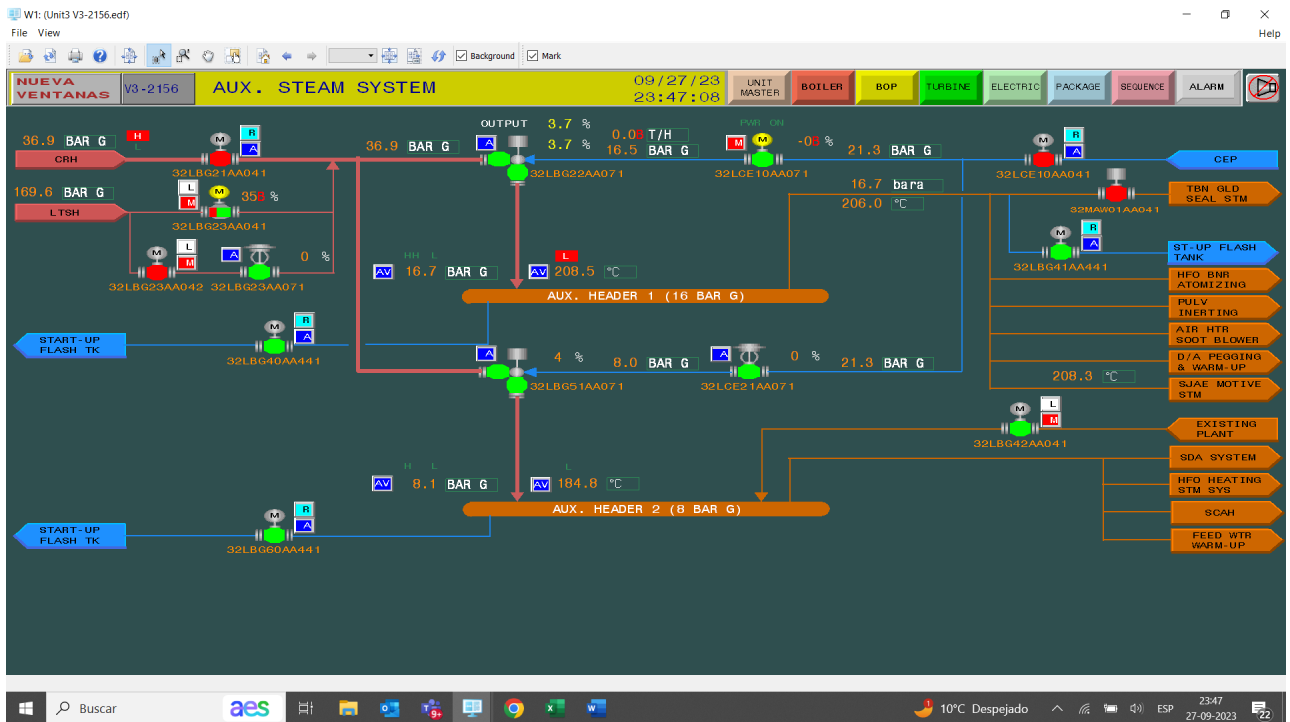 W1: (Unit3 V3-2156.edf)
File View
Help
Background
Mark
NUEVA
VENTANAS
V3-2156
AUX. STEAM SYSTEM
09/27/23
23:47:08
UNIT
MASTER
BOILER
BOP
TURBINE
ELECTRIC
PACKAGE
SEQUENCE
ALARM
OUTPUT 3.7 %
3.7 %
T/H
16.5 BAR G
PWR ON
36.9 BAR G
H
L
CRH
M
R
A
32LBG21AA041
36.9 BAR G
A
32LBG22AA071
M
M
%
32LCE10AA071
21.3 BAR G
M
R
A
32LCE10AA041
CEP
169.6 BAR G
LTSH
L
M
M
%
32LBG23AA041
16.7 bara
206.0 °C
32MAW01AA041
TBN GLD
SEAL STM
M
L
M
A
0 %
32LBG23AA042
32LBG23AA071
HH L
AV
16.7 BAR G
L
AV
208.5 °C
M
R
A
32LBG41AA441
ST-UP FLASH
TANK
AUX. HEADER 1 (16 BAR G)
HFO BNR
ATOMIZING
PULV
INERTING
START-UP
FLASH TK
M
R
A
32LBG40AA441
AIR HTR
SOOT BLOWER
A
4 %
8.0 BAR G
A
0 %
21.3 BAR G
32LBG51AA071
32LCE21AA071
D/A PEGGING
& WARM-UP
208.3 °C
SJAE MOTIVE
STM
M
L
M
32LBG42AA041
EXISTING
PLANT
SDA SYSTEM
H L
AV
8.1 BAR G
L
AV
184.8 °C
HFO HEATING
STM SYS
AUX. HEADER 2 (8 BAR G)
SCAH
START-UP
FLASH TK
M
R
A
32LBG60AA441
FEED WTR
WARM-UP
Buscar
aes
9+
10°C Despejado
ESP
23:47
27-09-2023
22